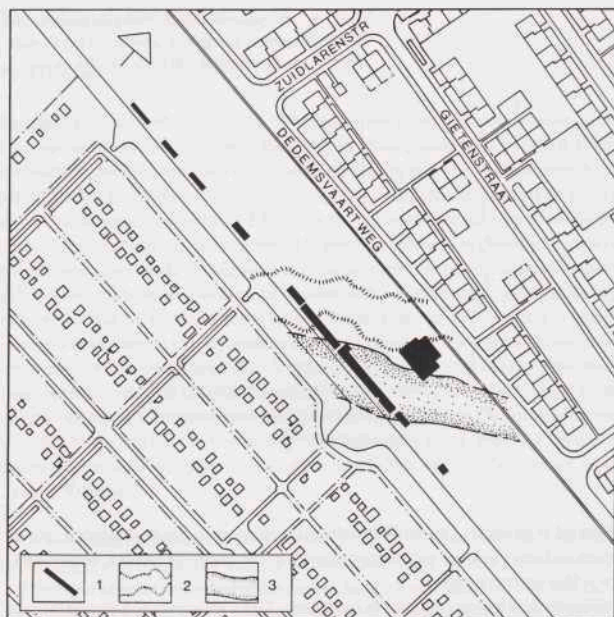 ZUIDLARENSTR
GIETENSTRAAT
DEDEMSVAARTWEG
1
2
3